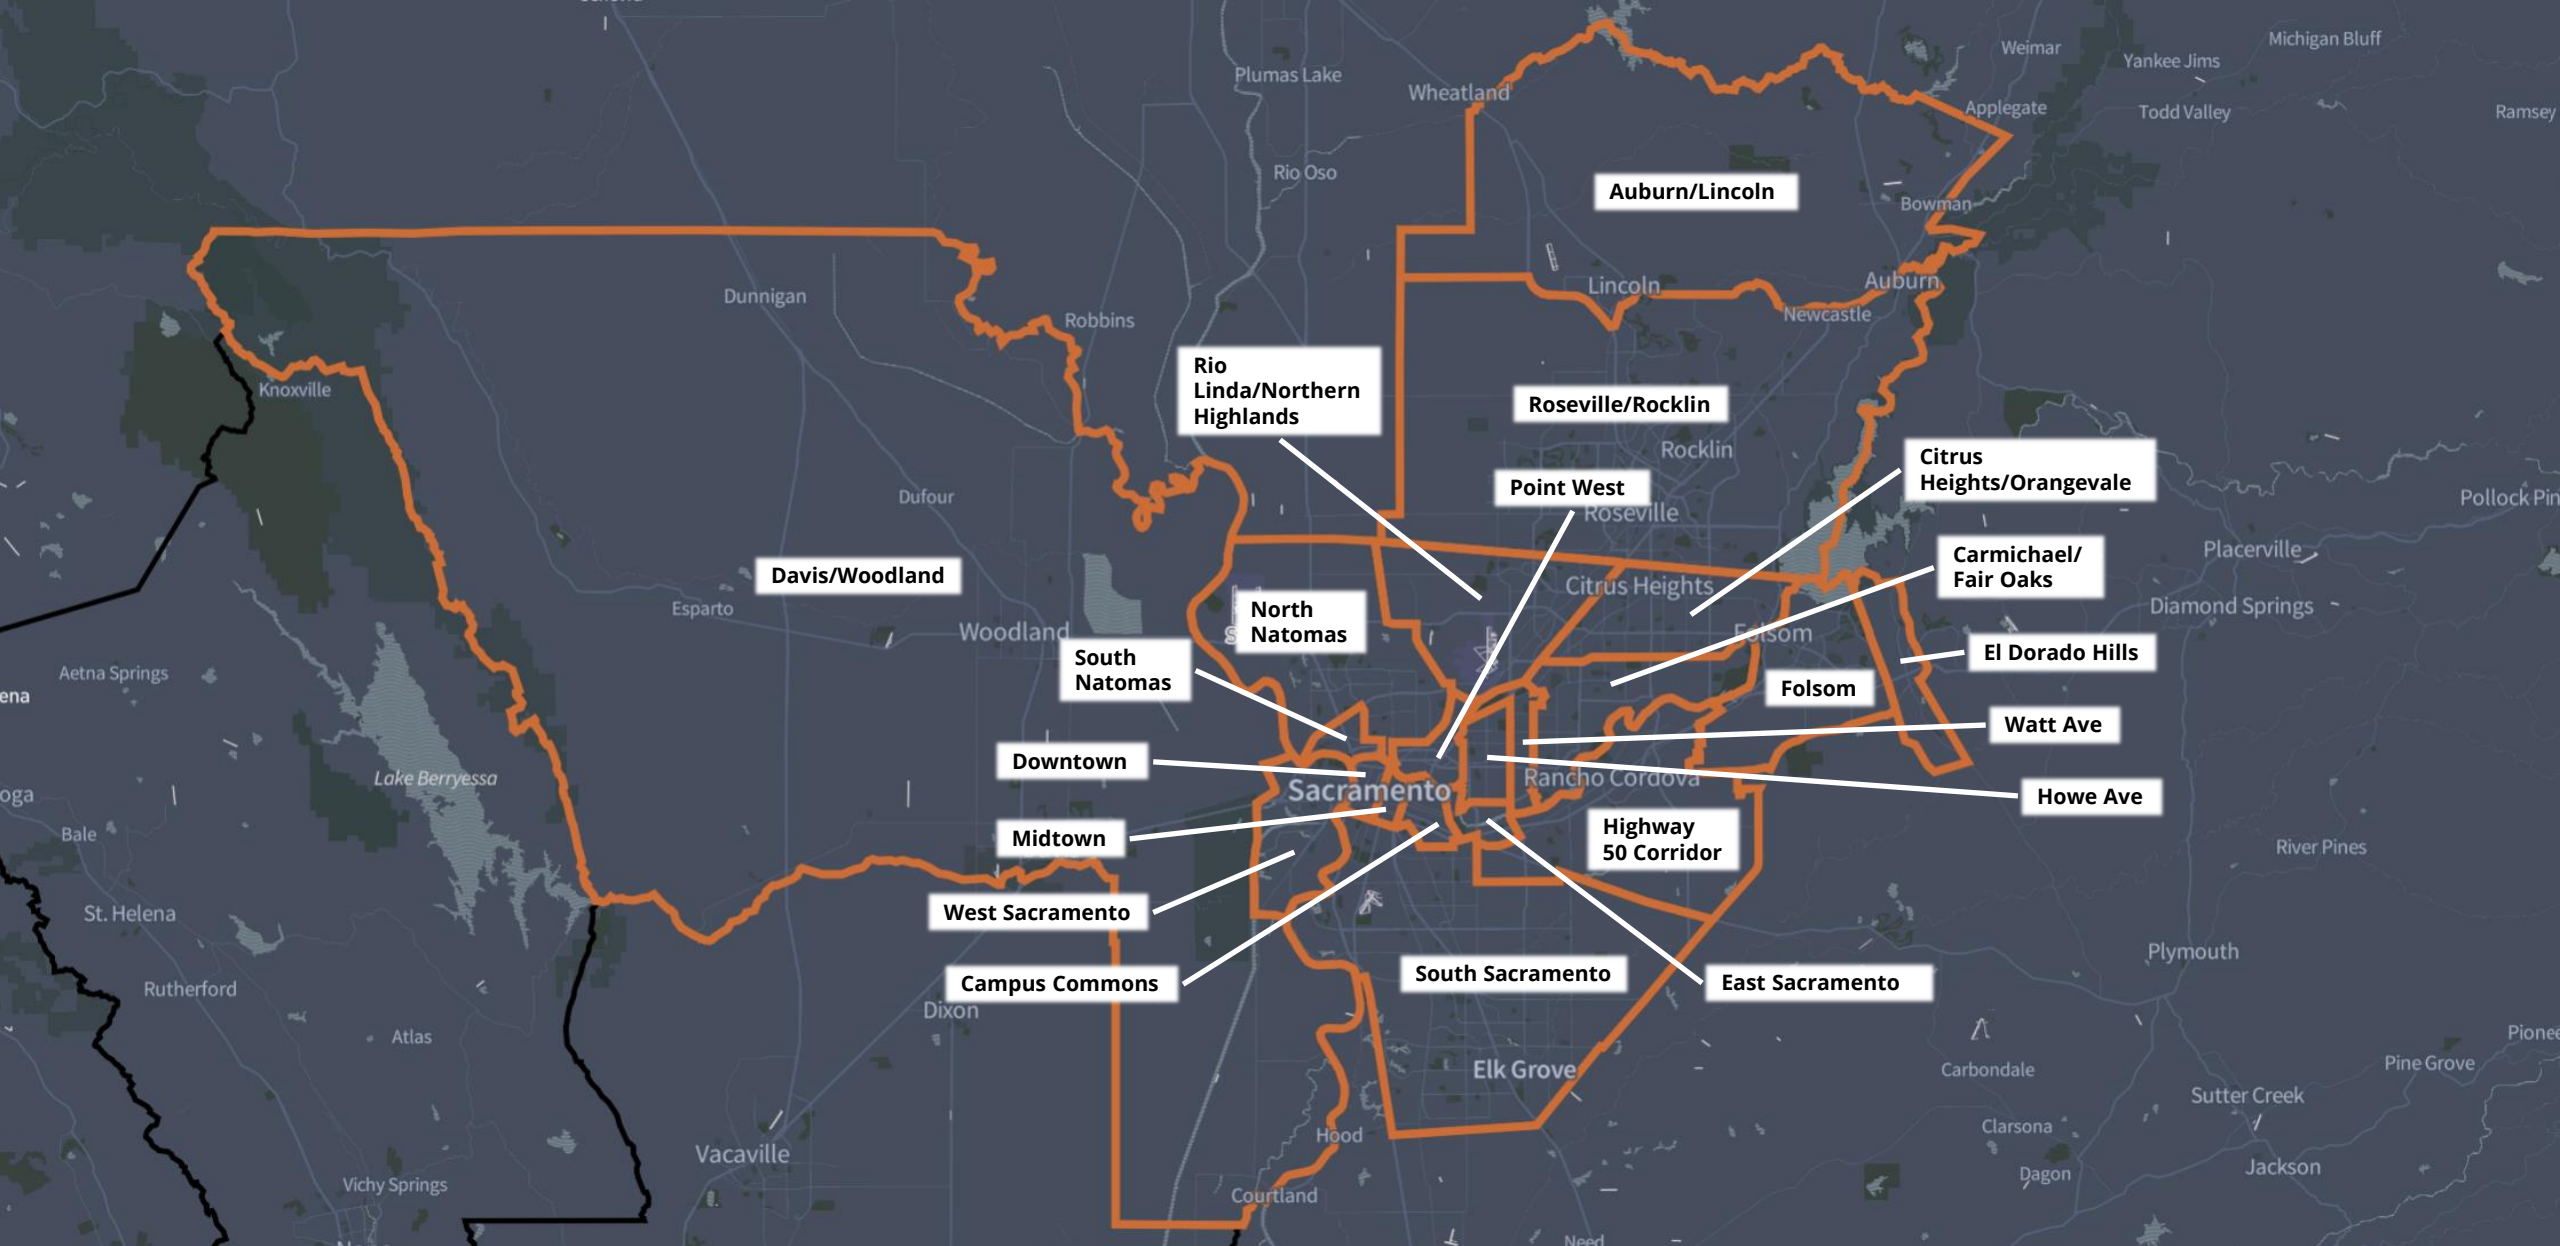 Weimar
Michigan Bluff
Yankee Jims
Plumas Lake
Wheatland
Applegate
Todd Valley
Ramsey
Rio Oso
Auburn/Lincoln
Bowman
Dunnigan
Lincoln
Auburn
Newcastle
Robbins
Knoxville
Rio
Linda/Northern
Highlands
Roseville/Rocklin
Rocklin
Citrus
Heights/Orangevale
Point West
Roseville
Dufour
Pollock Pin
Placerville
Carmichael/
Fair Oaks
Davis/Woodland
Citrus Heights
Esparto
Diamond Springs
North
Natomas
Woodland
Folsom
South
Natomas
El Dorado Hills
Aetna Springs
ena
Folsom
Watt Ave
Downtown
Lake Berryessa
Rancho Cordova
Sacramento
oga
Howe Ave
Bale
Midtown
Highway
50 Corridor
River Pines
St. Helena
West Sacramento
Plymouth
Rutherford
Campus Commons
South Sacramento
East Sacramento
Dixon
Atlas
Pione
Elk Grove
Carbondale
Pine Grove
Sutter Creek
Hood
Clarsona
Vacaville
Dagon
Jackson
Vichy Springs
Courtland
Need